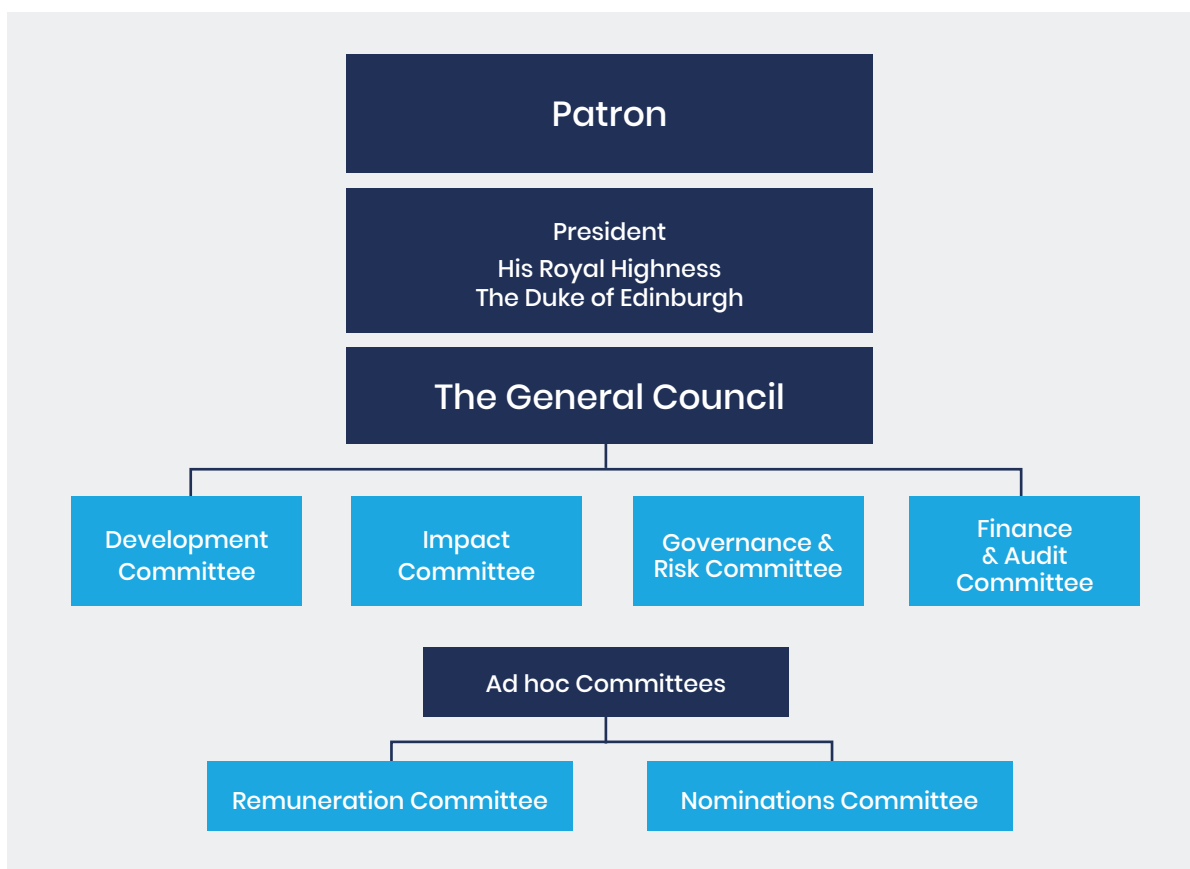 Patron
President
His Royal Highness
The Duke of Edinburgh
The General Council
Development
Committee
Impact
Committee
Governance &
Risk Committee
Finance
& Audit
Committee
Ad hoc Committees
Remuneration Committee
Nominations Committee